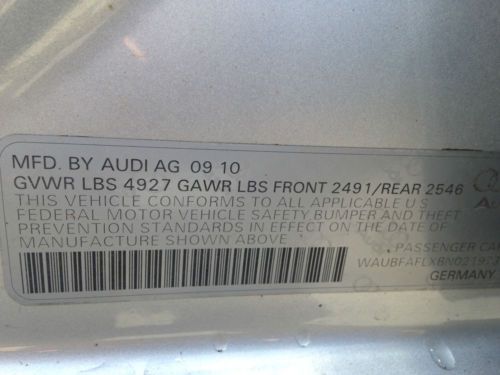 MFD. BY AUDI AG 09 10
GVWR LBS 4927 GAWR LBS FRONT 2491/REAR 2546
THIS VEHICLE CONFORMS TO ALL APPLICABLE U
FEDERAL MOTOR VEHICLE SAFETY BUMPER AND THEFT
PREVENTION STANDARDS IN EFFECT ON THE DATE OF
MANUFACTURE SHOWN ABOVE
PASSENGER CAR
GERMANY